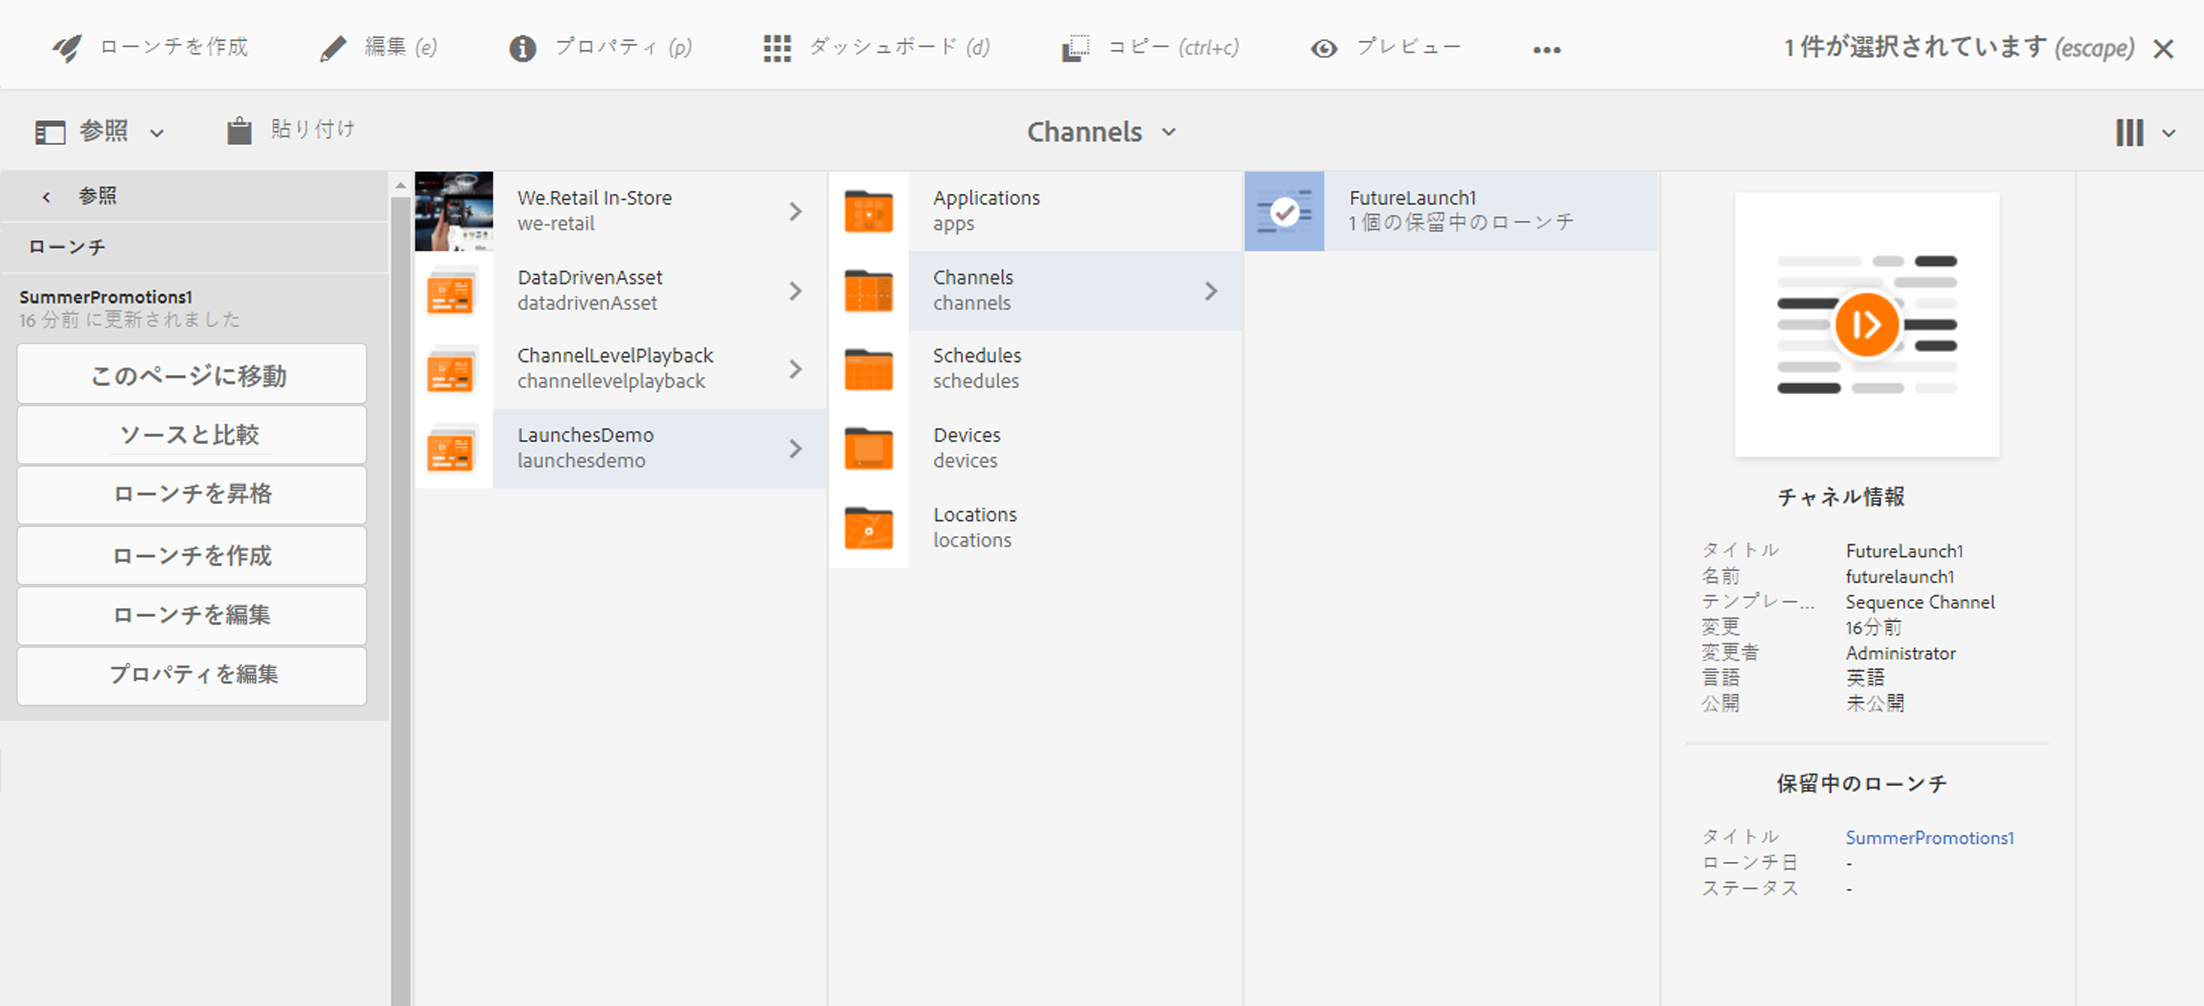 ローンチを作成
編集 (e)
プロパティ (p)
ダッシュボード (d)
コピー (ctrl+c)
プレビュー
1 件が選択されています (escape)
参照
貼り付け
Channels
参照
ローンチ
SummerPromotions1
16 分前 に更新されました
このページに移動
ソースと比較
ローンチを昇格
ローンチを作成
ローンチを編集
プロパティを編集
We.Retail In-Store
we-retail
DataDrivenAsset
datadrivenAsset
ChannelLevelPlayback
channellevelplayback
LaunchesDemo
launchesdemo
Applications
apps
Channels
channels
Schedules
schedules
Devices
devices
Locations
locations
FutureLaunch1
1 個の保留中のローンチ
チャネル情報
タイトル FutureLaunch1
名前 futurelaunch1
テンプレー... Sequence Channel
変更 16分前
変更者 Administrator
言語 英語
公開 未公開
保留中のローンチ
タイトル SummerPromotions1
ローンチ日 -
ステータス -